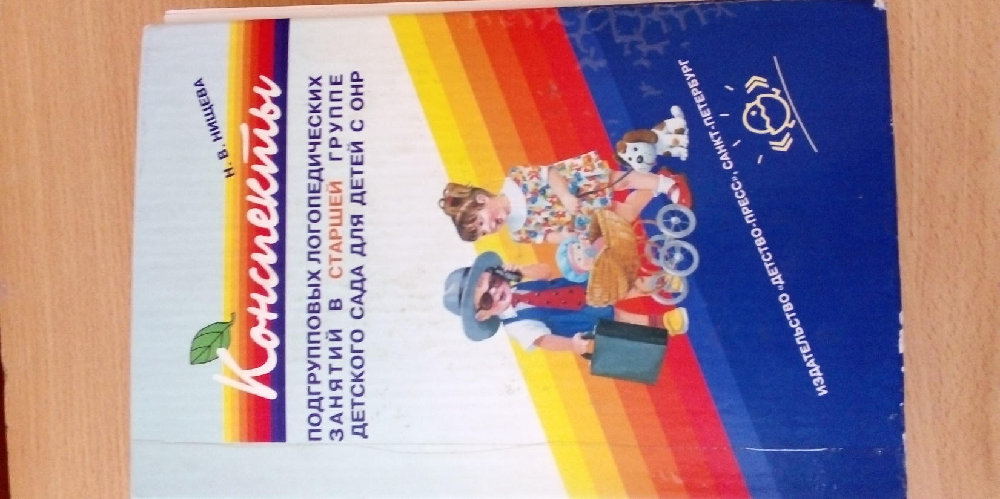 Н. В. НИЩЕВА
Конспекты
ПОДГРУППОВЫХ ЛОГОПЕДИЧЕСКИХ
ЗАНЯТИЙ В СТАРШЕЙ ГРУППЕ
ДЕТСКОГО САДА ДЛЯ ДЕТЕЙ С ОНР
ИЗДАТЕЛЬСТВО «ДЕТСТВО-ПРЕСС», САНКТ-ПЕТЕРБУРГ